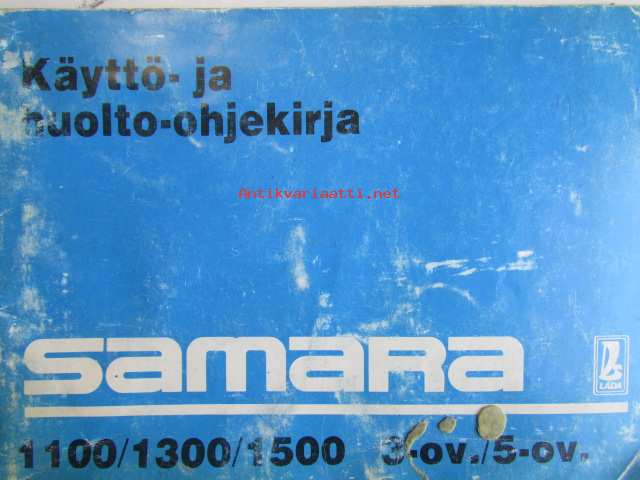 Käyttö- ja
huolto-ohjekirja
Antikvariaatti.net
SAMARA
LADA
1100/1300/1500 3-ov./5-ov.